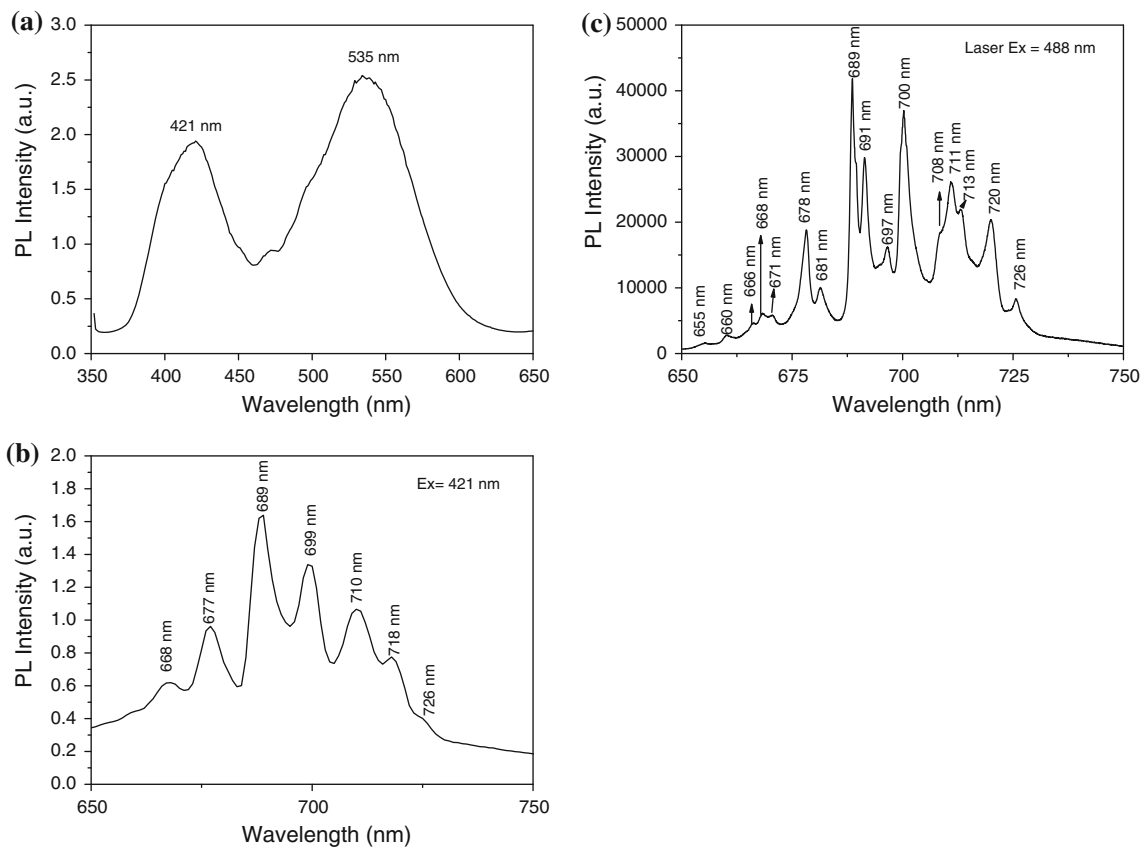 (a)
3.0
2.5
2.0
1.5
1.0
0.5
0.0
PL Intensity (a.u.)
421 nm
535 nm
350 400 450 500 550 600 650
Wavelength (nm)
(b)
2.0
1.8
1.6
1.4
1.2
1.0
0.8
0.6
0.4
0.2
0.0
PL Intensity (a.u.)
Ex= 421 nm
668 nm
677 nm
689 nm
699 nm
710 nm
718 nm
726 nm
650 700 750
Wavelength (nm)
(c)
50000
40000
30000
20000
10000
0
PL Intensity (a.u.)
Laser Ex = 488 nm
655 nm
660 nm
666 nm
668 nm
671 nm
678 nm
681 nm
689 nm
691 nm
697 nm
700 nm
708 nm
711 nm
713 nm
720 nm
726 nm
650 675 700 725 750
Wavelength (nm)